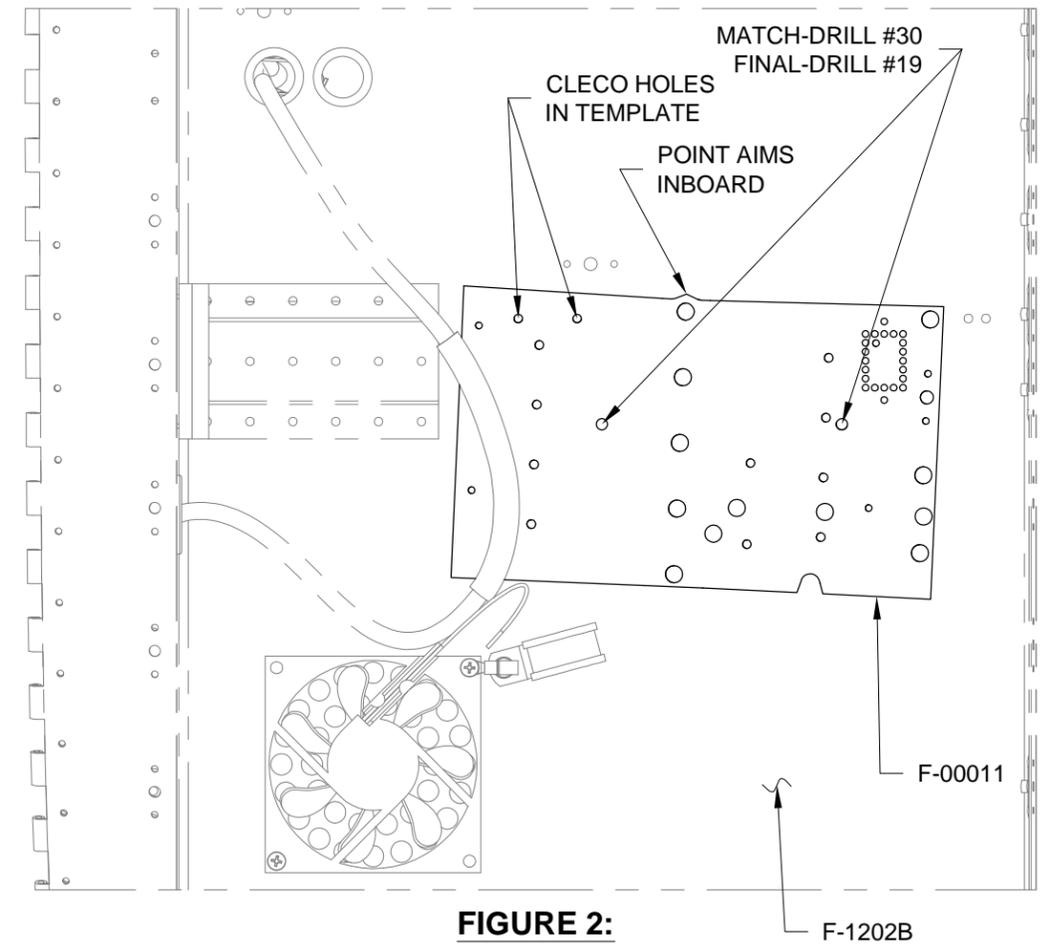 MATCH-DRILL #30
FINAL-DRILL #19
CLECO HOLES
IN TEMPLATE
POINT AIMS
INBOARD
F-00011
F-1202B
FIGURE 2: